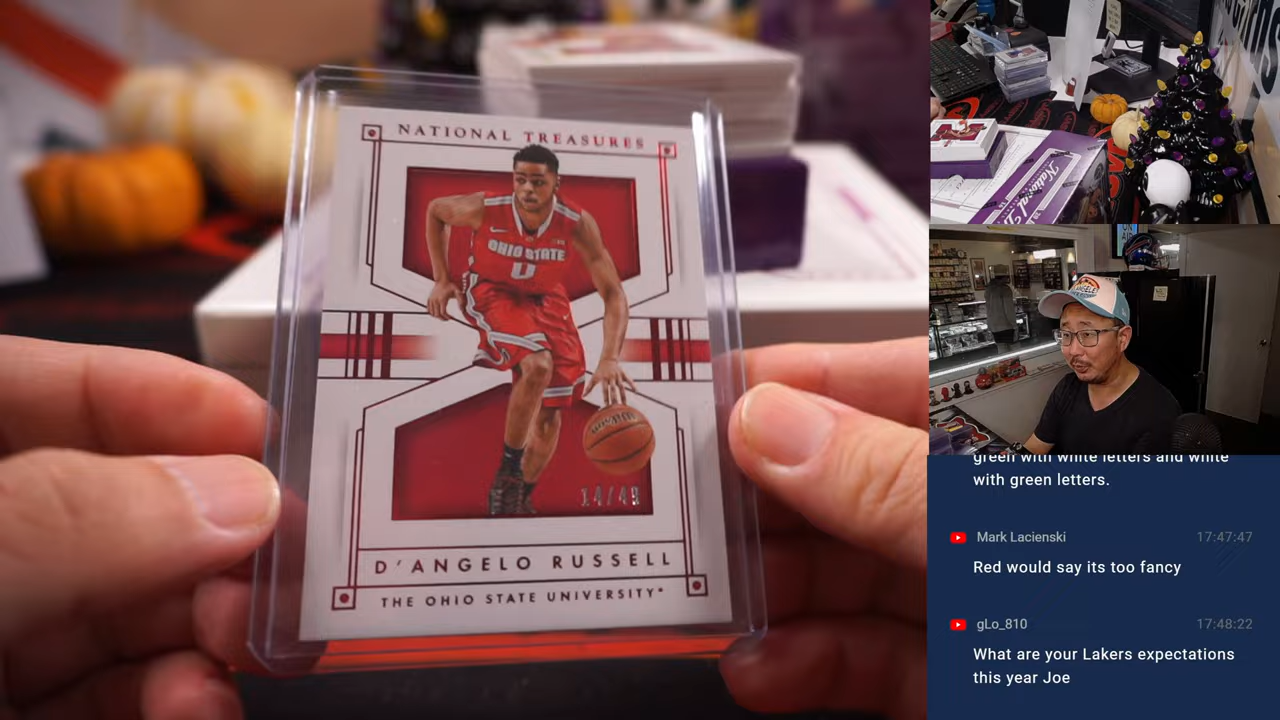 NATIONAL TREASURES
OHIO STATE
0
Wilson
14/49
D'ANGELO RUSSELL
THE OHIO STATE UNIVERSITY
National
green with white letters and white
with green letters.
Mark Lacienski 17:47:47
Red would say its too fancy
gLo_810 17:48:22
What are your Lakers expectations
this year Joe